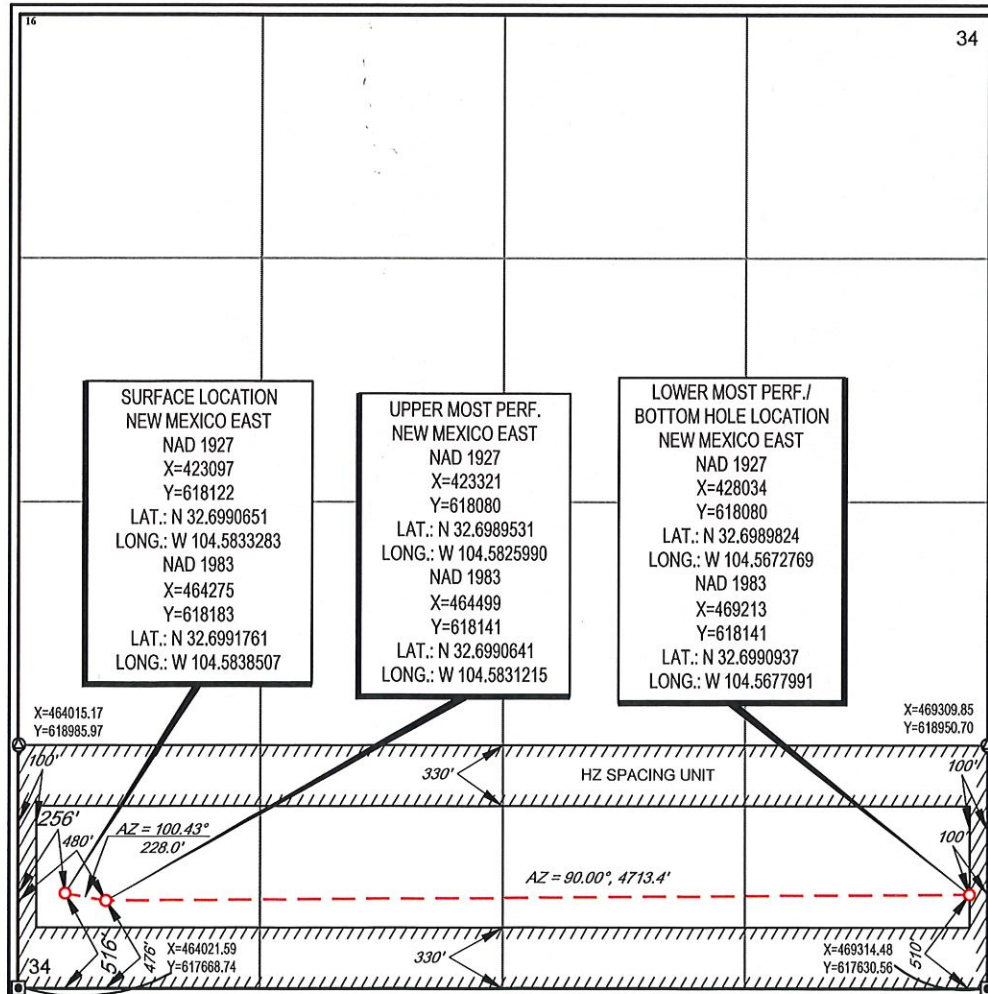 16
34
SURFACE LOCATION
NEW MEXICO EAST
NAD 1927
X=423097
Y=618122
LAT.: N 32.6990651
LONG.: W 104.5833283
NAD 1983
X=464275
Y=618183
LAT.: N 32.6991761
LONG.: W 104.5838507
UPPER MOST PERF.
NEW MEXICO EAST
NAD 1927
X=423321
Y=618080
LAT.: N 32.6989531
LONG.: W 104.5825990
NAD 1983
X=464499
Y=618141
LAT.: N 32.6990641
LONG.: W 104.5831215
LOWER MOST PERF./
BOTTOM HOLE LOCATION
NEW MEXICO EAST
NAD 1927
X=428034
Y=618080
LAT.: N 32.6989824
LONG.: W 104.5672769
NAD 1983
X=469213
Y=618141
LAT.: N 32.6990937
LONG.: W 104.5677991
X=464015.17
Y=618985.97
X=469309.85
Y=618950.70
100'
330'
HZ SPACING UNIT
100'
256'
480'
AZ = 100.43°
228.0'
100'
AZ = 90.00°, 4713.4'
516'
476'
X=464021.59
Y=617668.74
330'
X=469314.48
Y=617630.56
510'
34